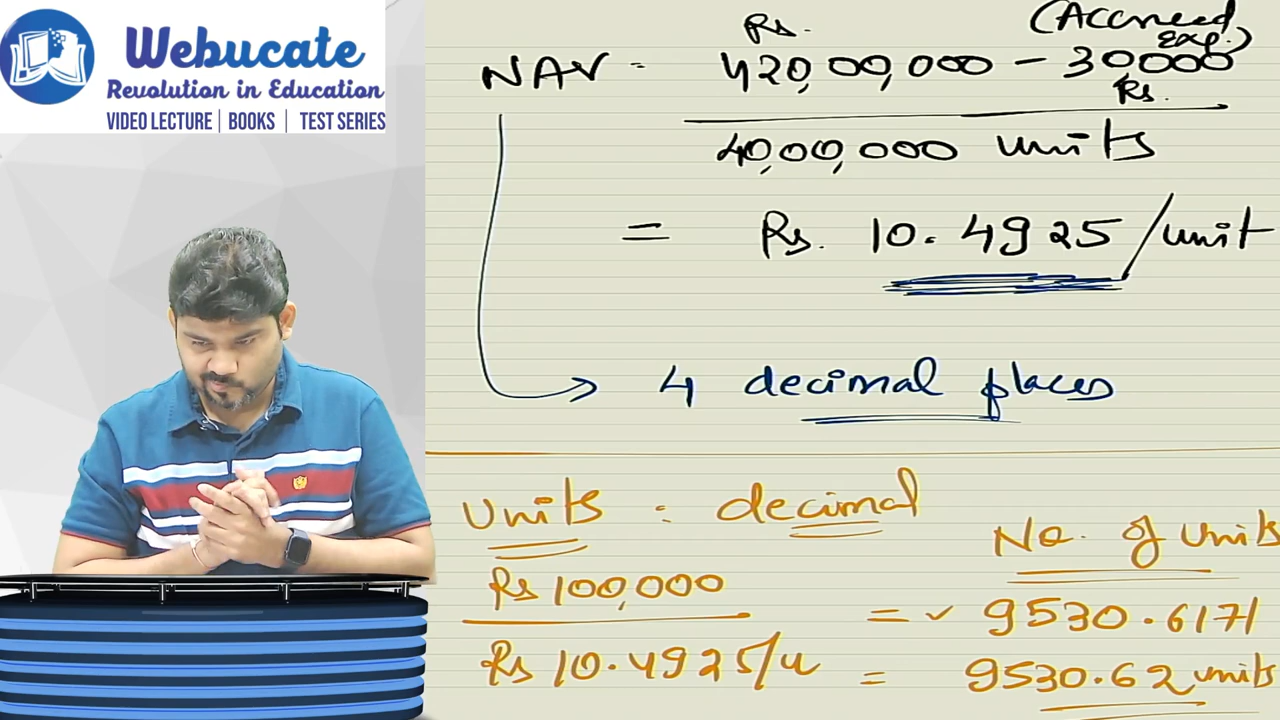 Webucate
Revolution in Education
VIDEO LECTURE | BOOKS | TEST SERIES
Rs. (Accrued Exp.)
NAV = 420,00,000 - 30000
Rs.
40,00,000 units
= Rs. 10.4925/unit
4 decimal places
Units : decimal
No. of units
Rs 100,000
= ✓ 9530.6171
Rs 10.4925/u
= 9530.62 units